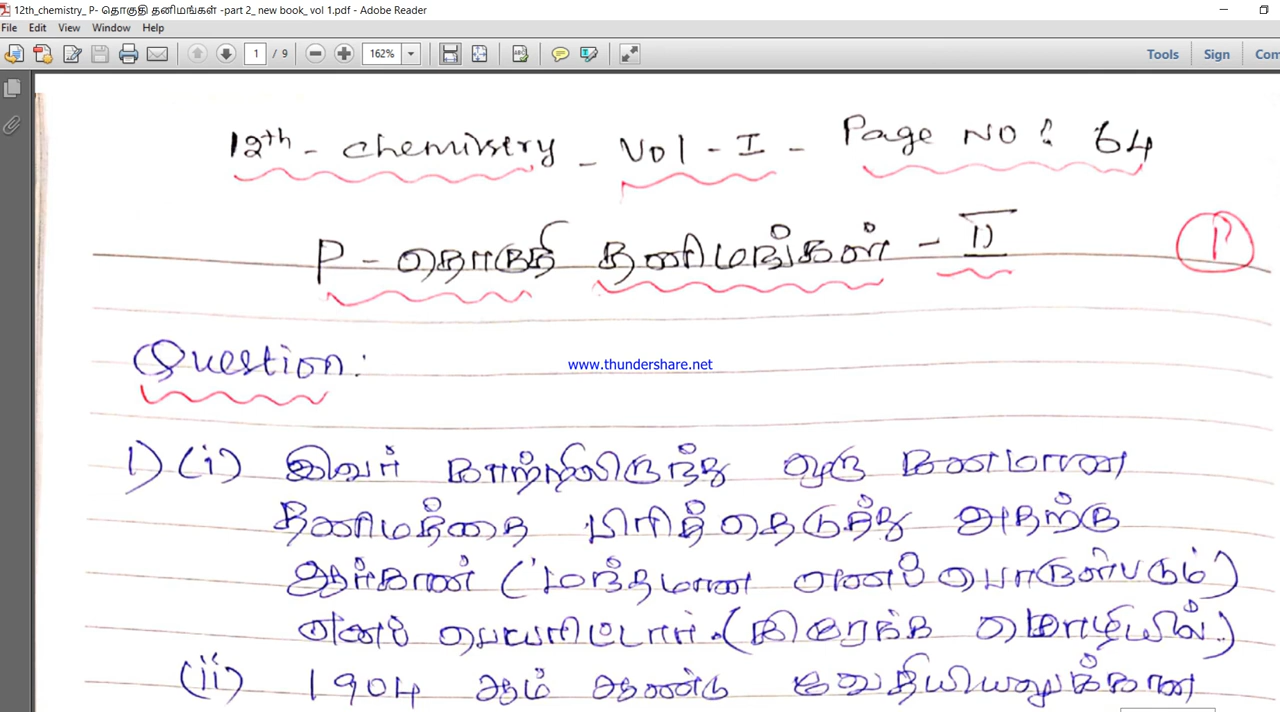 12th_chemistry_ P- தொகுதி தனிமங்கள் -part 2_ new book_ vol 1.pdf - Adobe Reader
File Edit View Window Help
1 / 9 162% Tools Sign Com
12th - chemistry - Vol - I - Page No : 64
P - தொகுதி தனிமங்கள் - II
1
Question:
www.thundershare.net
1) (i) இவர் காற்றிலிருந்து ஒரு கனமான
தனிமத்தை பிரித்தெடுத்து அதற்கு
ஆர்கான் ('மந்தமான எனப் பொருள்படும்')
எனப் பெயரிட்டார். (கிரேக்க மொழியில்.)
(ii) 1904 ஆம் ஆண்டு வேதியியலுக்கான